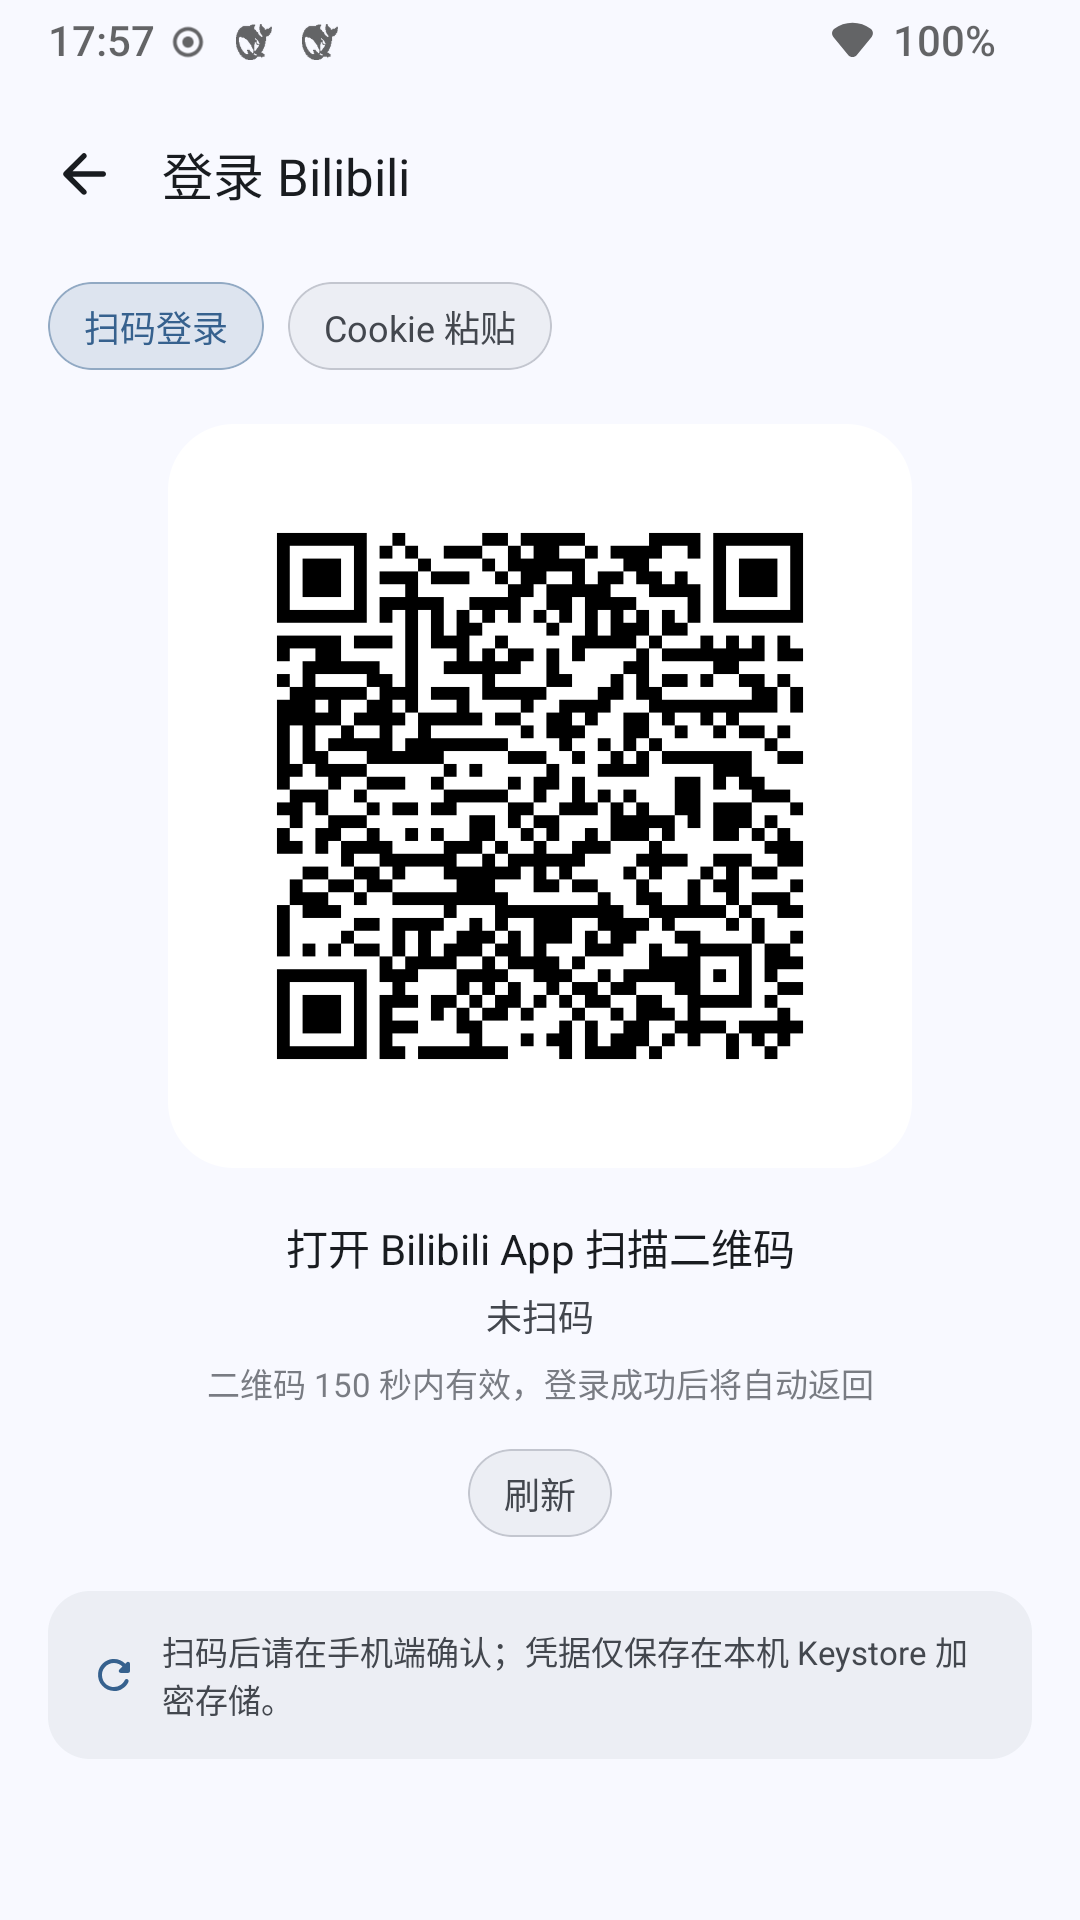 17:57
100%
登录 Bilibili
扫码登录
Cookie 粘贴
打开 Bilibili App 扫描二维码
未扫码
二维码 150 秒内有效，登录成功后将自动返回
刷新
扫码后请在手机端确认；凭据仅保存在本机 Keystore 加
密存储。